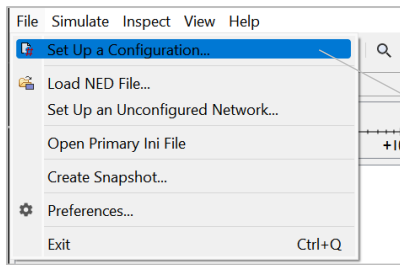 File Simulate Inspect View Help
Set Up a Configuration...
Load NED File...
Set Up an Unconfigured Network...
Open Primary Ini File
Create Snapshot...
Preferences...
Exit Ctrl+Q